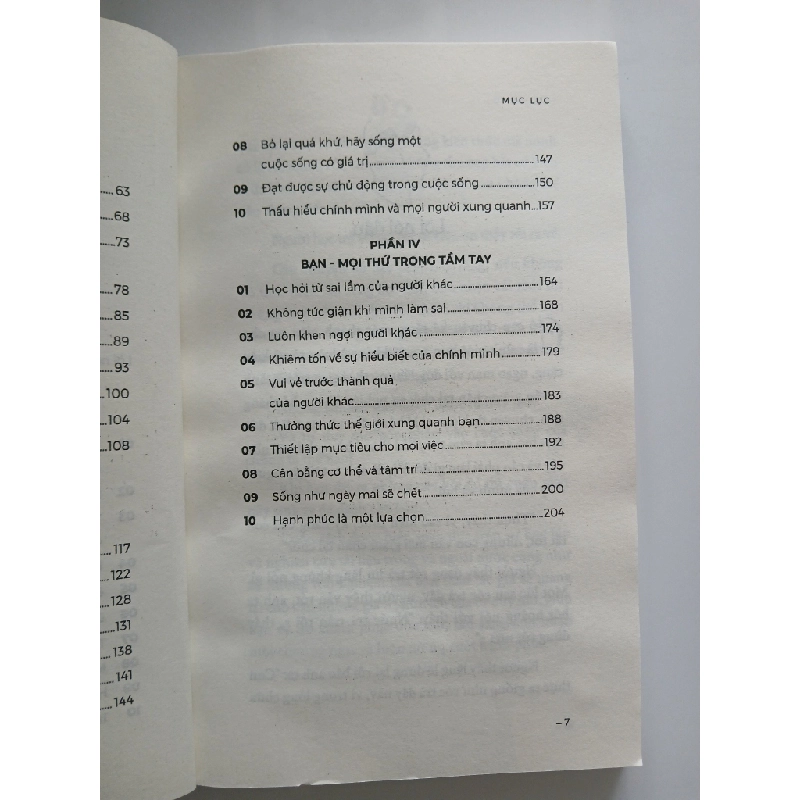 63
68
73
78
85
89
93
100
104
108
117
122
128
131
138
141
144
MỤC LỤC
08 Bỏ lại quá khứ, hãy sống một
cuộc sống có giá trị 147
09 Đạt được sự chủ động trong cuộc sống 150
10 Thấu hiểu chính mình và mọi người xung quanh 157
PHẦN IV
BẠN - MỌI THỨ TRONG TẦM TAY
01 Học hỏi từ sai lầm của người khác 164
02 Không tức giận khi mình làm sai 168
03 Luôn khen ngợi người khác 174
04 Khiêm tốn về sự hiểu biết của chính mình 179
05 Vui vẻ trước thành quả
của người khác 183
06 Thưởng thức thế giới xung quanh bạn 188
07 Thiết lập mục tiêu cho mọi việc 192
08 Cân bằng cơ thể và tâm trí 195
09 Sống như ngày mai sẽ chết 200
10 Hạnh phúc là một lựa chọn 204
– 7